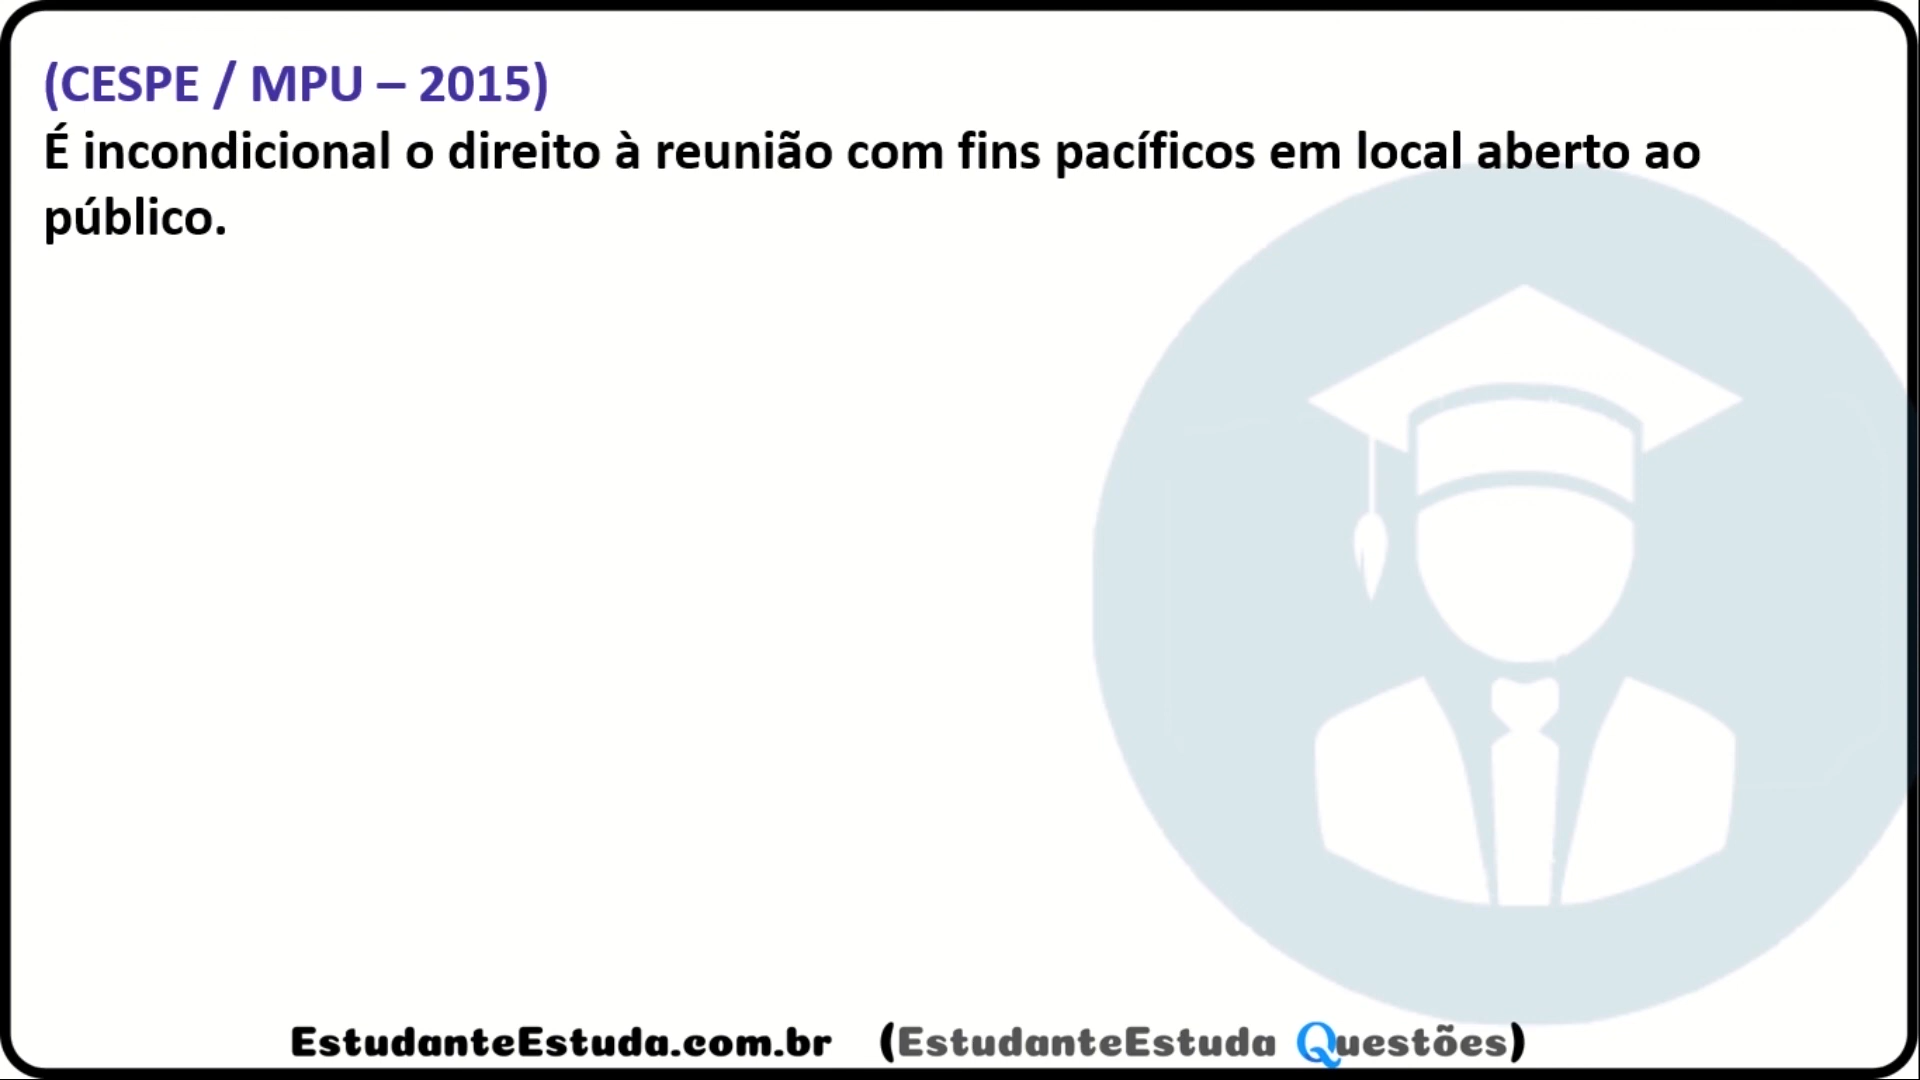 (CESPE / MPU – 2015)
É incondicional o direito à reunião com fins pacíficos em local aberto ao
público.
EstudanteEstuda.com.br (EstudanteEstuda Questões)